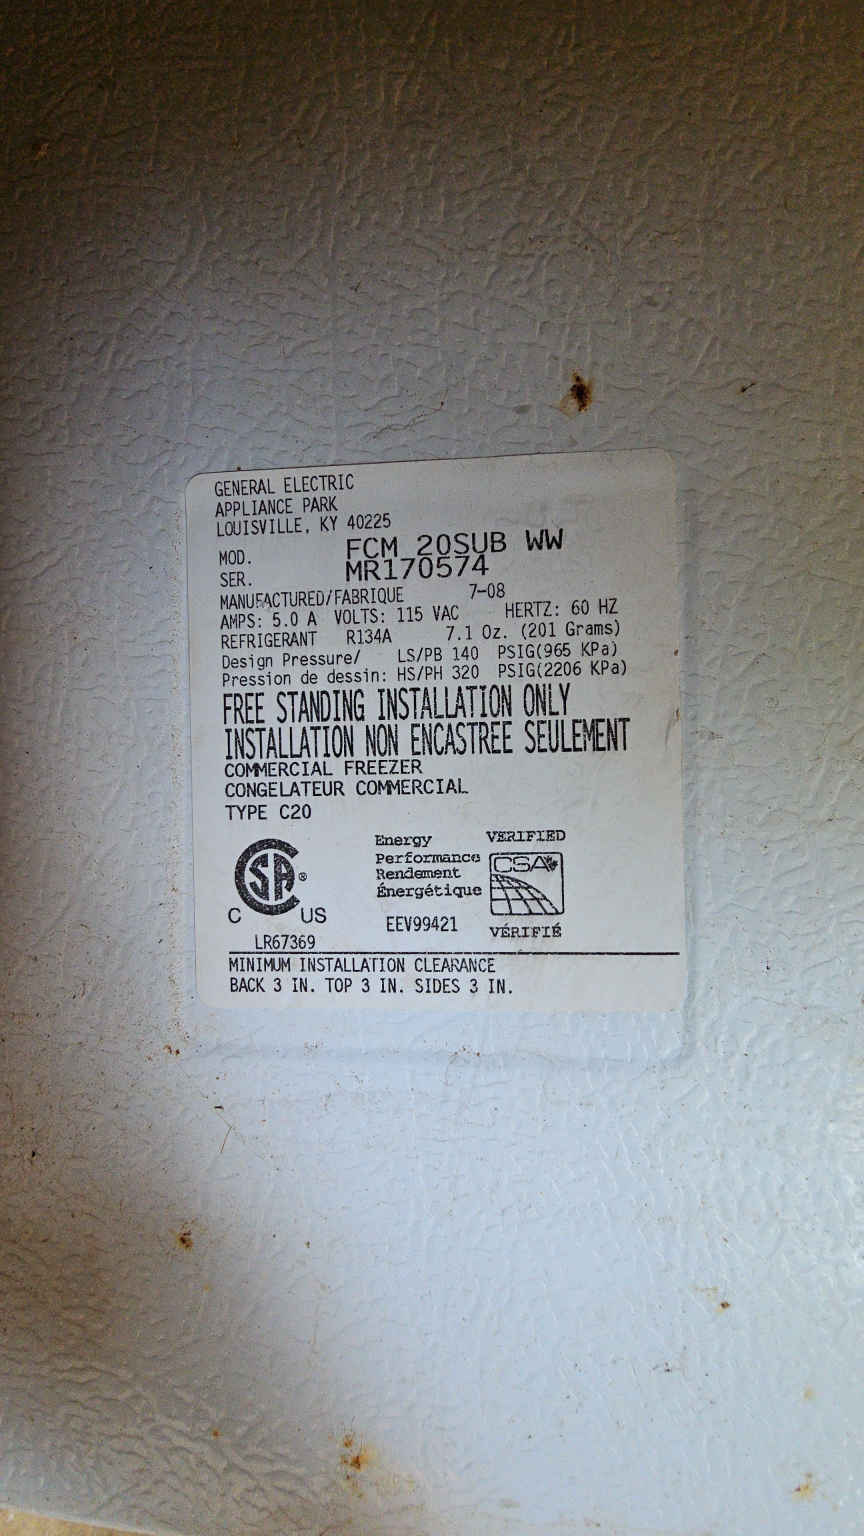 GENERAL ELECTRIC
APPLIANCE PARK
LOUISVILLE, KY 40225
MOD. FCM 20SUB WW
SER. MR170574
MANUFACTURED/FABRIQUE 7-08
AMPS: 5.0 A VOLTS: 115 VAC HERTZ: 60 HZ
REFRIGERANT R134A 7.1 Oz. (201 Grams)
Design Pressure/ LS/PB 140 PSIG(965 KPa)
Pression de dessin: HS/PH 320 PSIG(2206 KPa)
FREE STANDING INSTALLATION ONLY
INSTALLATION NON ENCASTREE SEULEMENT
COMMERCIAL FREEZER
CONGELATEUR COMMERCIAL
TYPE C20
CSA ®
C US
LR67369
Energy
Performance
Rendement
Énergétique
EEV99421
VERIFIED
CSA
VÉRIFIÉ
MINIMUM INSTALLATION CLEARANCE
BACK 3 IN. TOP 3 IN. SIDES 3 IN.